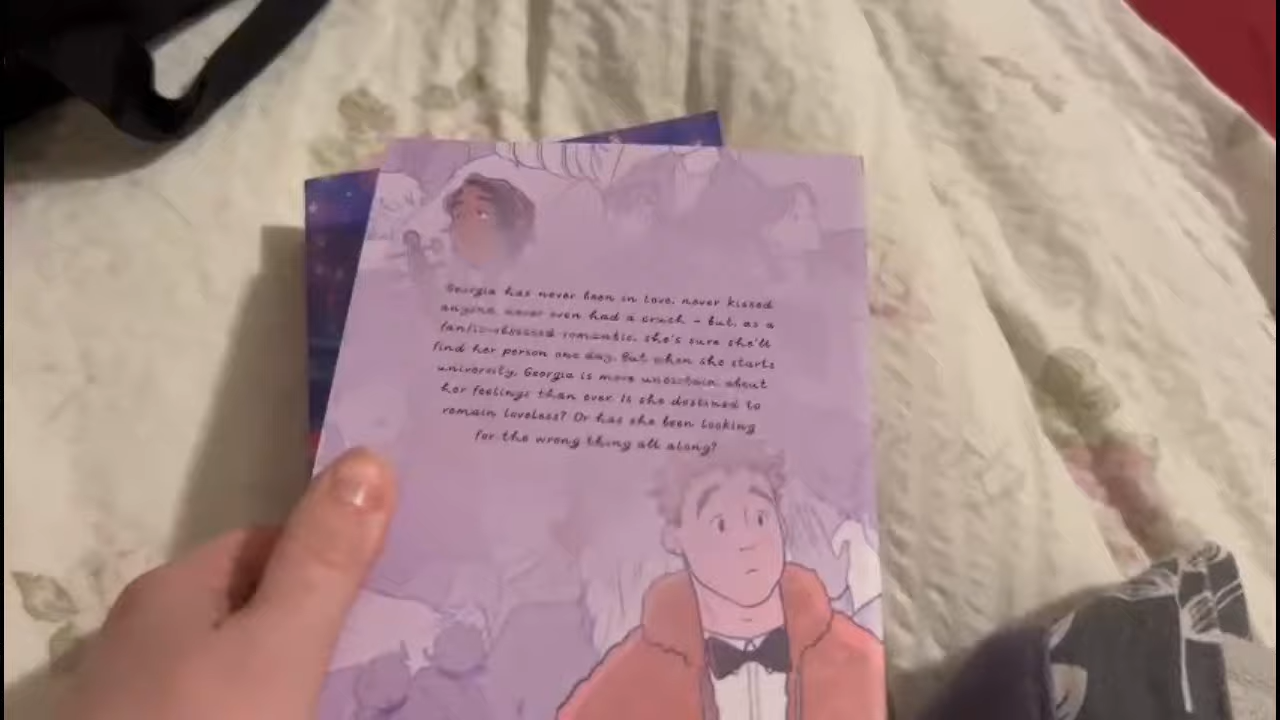 Georgia has never been in love, never kissed
anyone, never even had a crush – but, as a
fanfic-obsessed romantic, she's sure she'll
find her person one day. But when she starts
university, Georgia is more uncertain about
her feelings than ever. Is she destined to
remain loveless? Or has she been looking
for the wrong thing all along?